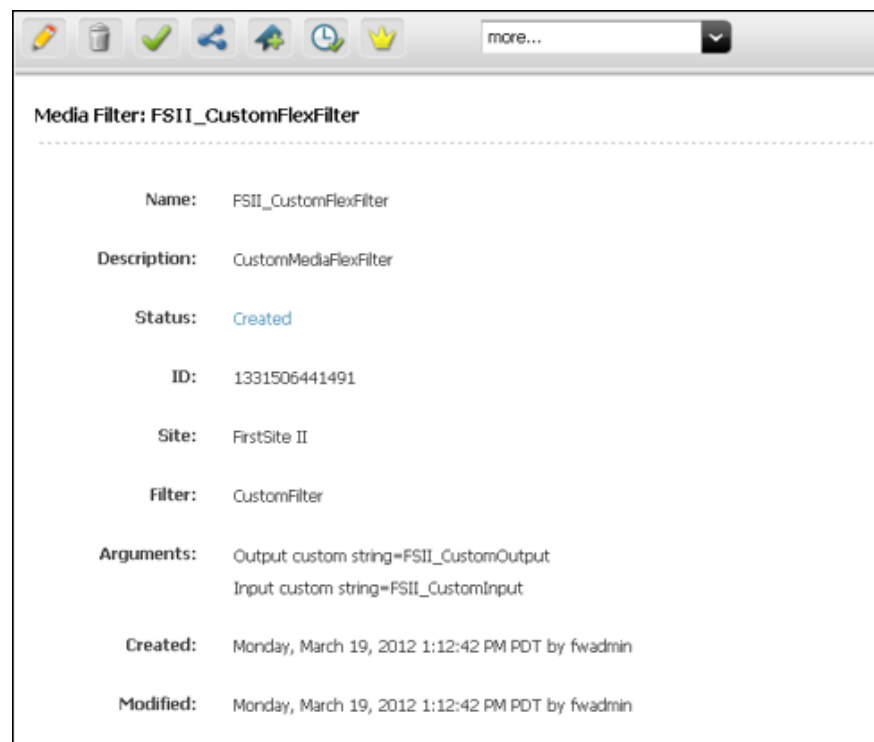 more...
Media Filter: FSII_CustomFlexFilter
Name: FSII_CustomFlexFilter
Description: CustomMediaFlexFilter
Status: Created
ID: 1331506441491
Site: FirstSite II
Filter: CustomFilter
Arguments: Output custom string=FSII_CustomOutput
Input custom string=FSII_CustomInput
Created: Monday, March 19, 2012 1:12:42 PM PDT by fwadmin
Modified: Monday, March 19, 2012 1:12:42 PM PDT by fwadmin